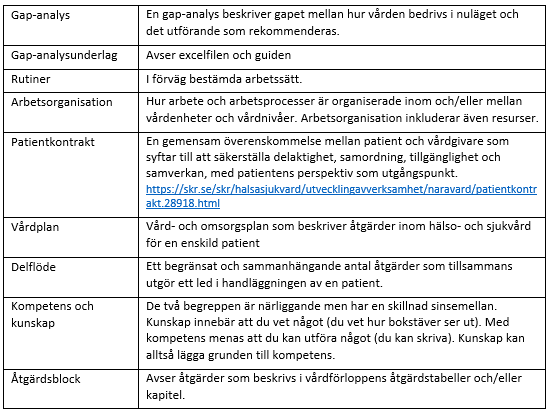 Gap-analys
En gap-analys beskriver gapet mellan hur vården bedrivs i nuläget och
det utförande som rekommenderas.
Gap-analysunderlag
Avser excelfilen och guiden
Rutiner
I förväg bestämda arbetssätt.
Arbetsorganisation
Hur arbete och arbetsprocesser är organiserade inom och/eller mellan
vårdenheter och vårdnivåer. Arbetsorganisation inkluderar även resurser.
Patientkontrakt
En gemensam överenskommelse mellan patient och vårdgivare som
syftar till att säkerställa delaktighet, samordning, tillgänglighet och
samverkan, med patientens perspektiv som utgångspunkt.
https://skr.se/skr/halsasjukvard/utvecklingavverksamhet/naravard/patientkontr
akt.28918.html
Vårdplan
Vård- och omsorgsplan som beskriver åtgärder inom hälso- och sjukvård
för en enskild patient
Delflöde
Ett begränsat och sammanhängande antal åtgärder som tillsammans
utgör ett led i handläggningen av en patient.
Kompetens och
kunskap
De två begreppen är närliggande men har en skillnad sinsemellan.
Kunskap innebär att du vet något (du vet hur bokstäver ser ut). Med
kompetens menas att du kan utföra något (du kan skriva). Kunskap kan
alltså lägga grunden till kompetens.
Åtgärdsblock
Avser åtgärder som beskrivs i vårdförloppens åtgärdstabeller och/eller
kapitel.